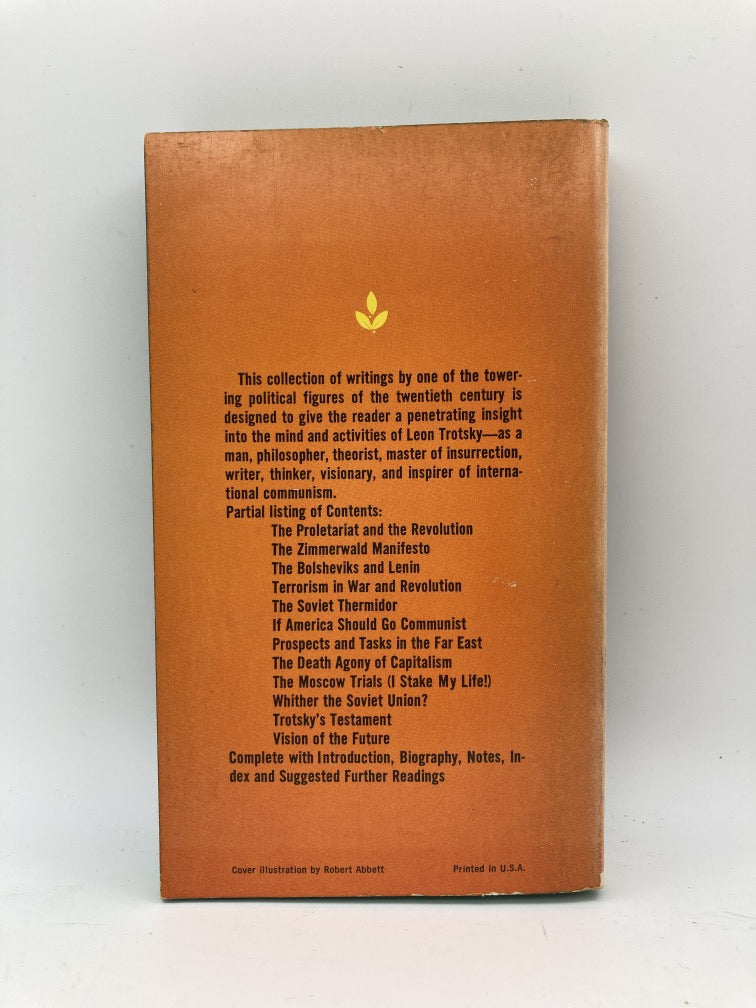 This collection of writings by one of the tower-
ing political figures of the twentieth century is
designed to give the reader a penetrating insight
into the mind and activities of Leon Trotsky—as a
man, philosopher, theorist, master of insurrection,
writer, thinker, visionary, and inspirer of interna-
tional communism.
Partial listing of Contents:
The Proletariat and the Revolution
The Zimmerwald Manifesto
The Bolsheviks and Lenin
Terrorism in War and Revolution
The Soviet Thermidor
If America Should Go Communist
Prospects and Tasks in the Far East
The Death Agony of Capitalism
The Moscow Trials (I Stake My Life!)
Whither the Soviet Union?
Trotsky's Testament
Vision of the Future
Complete with Introduction, Biography, Notes, In-
dex and Suggested Further Readings
Cover illustration by Robert Abbett
Printed in U.S.A.